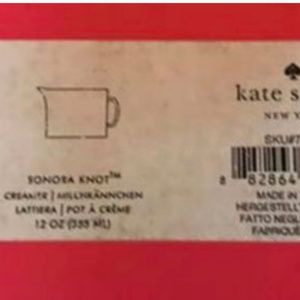 SONORA KNOT™
CREAMER | MILCHKÄNNCHEN
LATTIERA | POT À CRÈME
12 OZ (355 ML)
kate s
NEW Y
SKU#7
8 82864
MADE IN
HERGESTELLT
FATTO NEGL
FABRIQUÉ